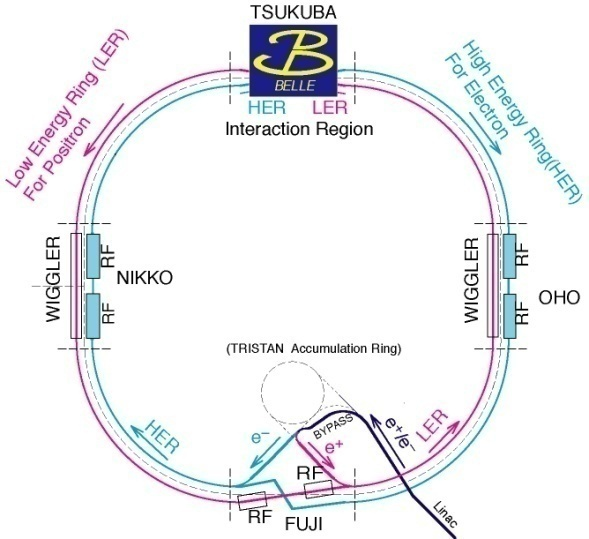 TSUKUBA
B
BELLE
HER LER
Interaction Region
Low Energy Ring (LER)
For Positron
High Energy Ring(HER)
For Electron
WIGGLER
RF
RF
NIKKO
WIGGLER
RF
RF
OHO
(TRISTAN Accumulation Ring)
BYPASS
HER
e−
e+
e+/e−
LER
RF
RF
FUJI
Linac